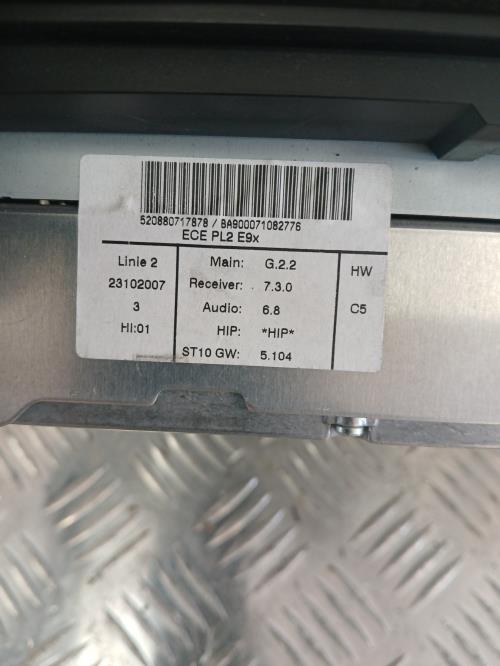 520880717878 / BA900071082776
ECE PL2 E9x
Linie 2
23102007
3
HI:01
Main: G.2.2
Receiver: 7.3.0
Audio: 6.8
HIP: *HIP*
ST10 GW: 5.104
HW
C5